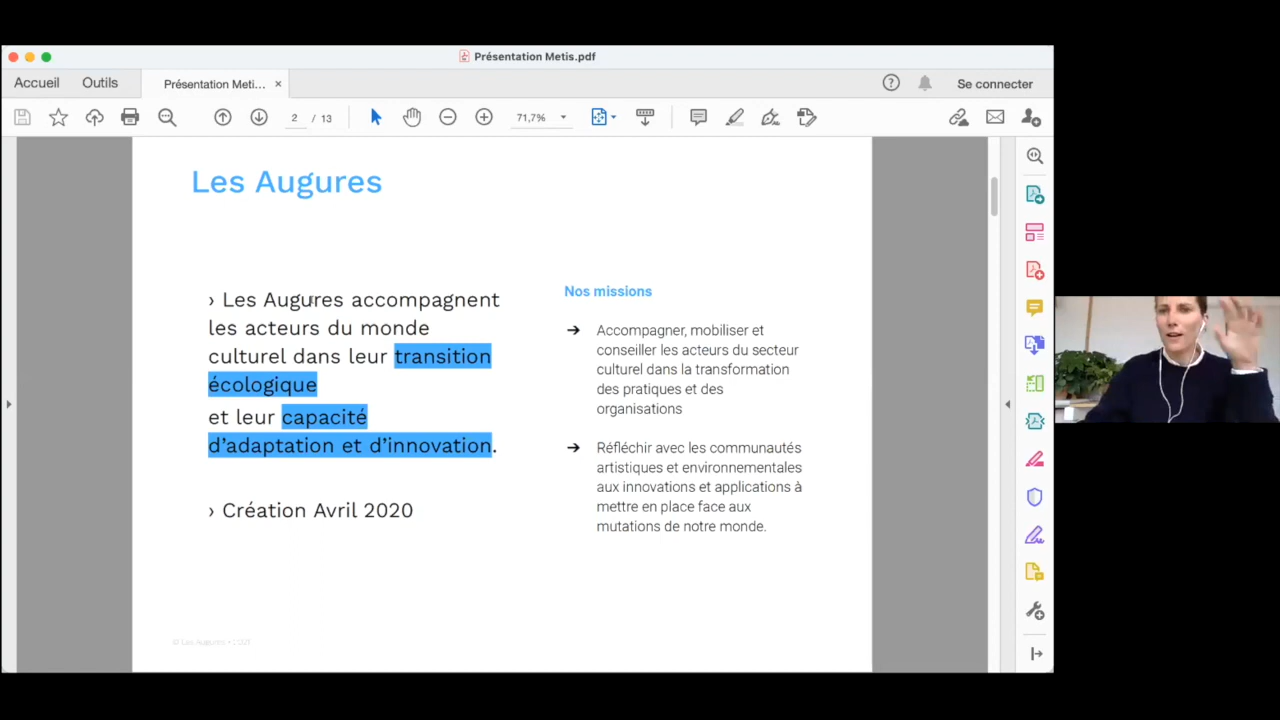 Présentation Metis.pdf
Accueil
Outils
Présentation Meti...
Se connecter
2 / 13
71,7%
Les Augures
› Les Augures accompagnent
les acteurs du monde
culturel dans leur transition
écologique
et leur capacité
d'adaptation et d'innovation.
› Création Avril 2020
Nos missions
➔ Accompagner, mobiliser et
conseiller les acteurs du secteur
culturel dans la transformation
des pratiques et des
organisations
➔ Réfléchir avec les communautés
artistiques et environnementales
aux innovations et applications à
mettre en place face aux
mutations de notre monde.
© Les Augures •